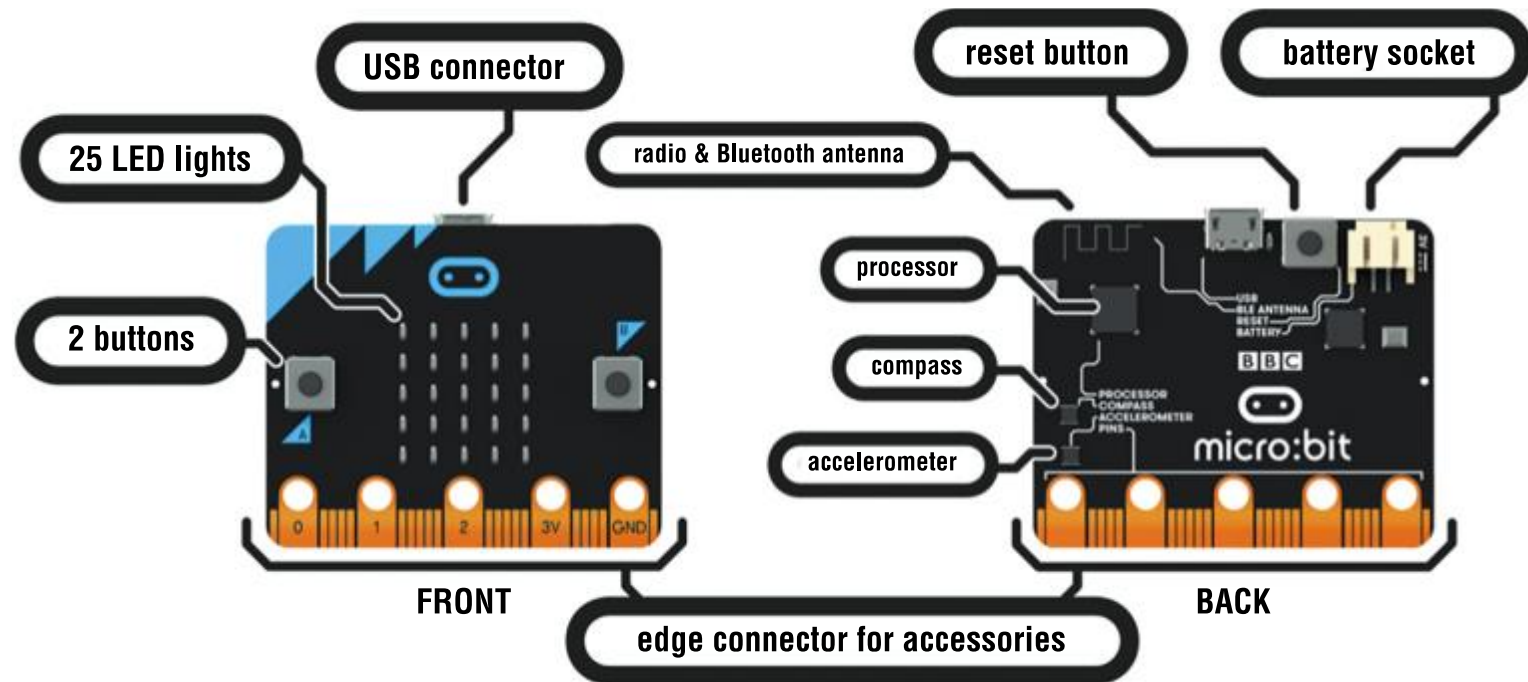 USB connector
reset button
battery socket
25 LED lights
radio & Bluetooth antenna
processor
2 buttons
compass
accelerometer
A
B
0
1
2
3V
GND
USB
BLE ANTENNA
RESET
BATTERY
BBC
PROCESSOR
COMPASS
ACCELEROMETER
PINS
micro:bit
FRONT
BACK
edge connector for accessories